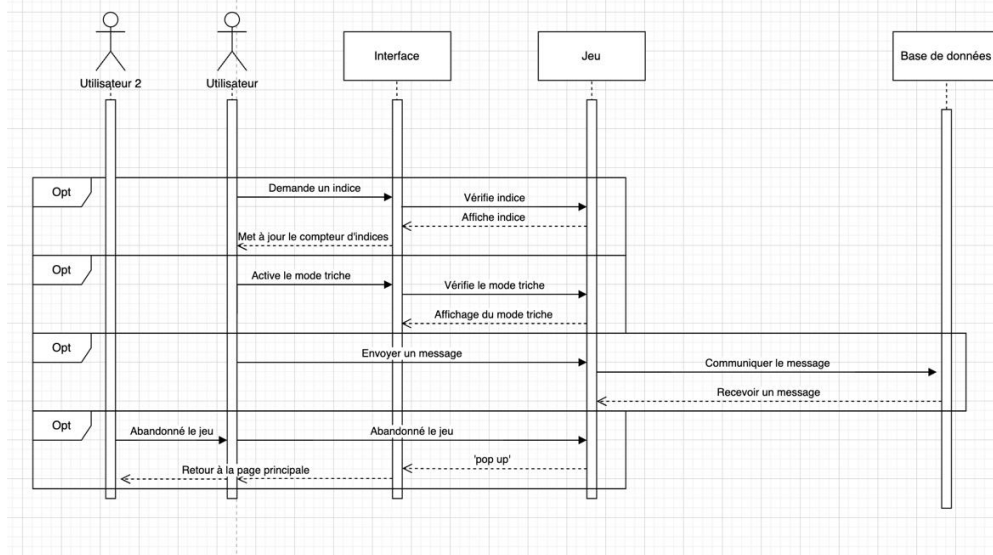 Utilisateur 2
Utilisateur
Interface
Jeu
Base de données
Opt
Demande un indice
Vérifie indice
Affiche indice
Met à jour le compteur d'indices
Opt
Active le mode triche
Vérifie le mode triche
Affichage du mode triche
Opt
Envoyer un message
Communiquer le message
Recevoir un message
Opt
Abandonné le jeu
Abandonné le jeu
'pop up'
Retour à la page principale